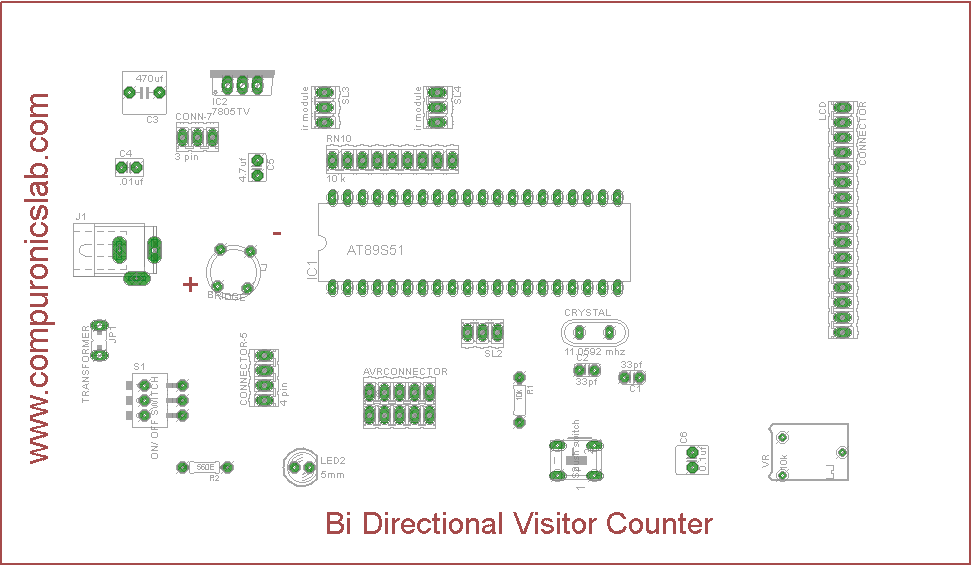 www.compuronicslab.com
470uf
C3
IC2
7805TV
CONN-7
3 pin
C4
.01uf
4.7uf
C5
ir module
SL3
ir module
SL4
RN10
10 k
LCD
CONNECTOR
J1
AT89S51
IC1
-
+
BRIDGE
TRANSFORMER
JP1
S1
ON/ OFF SWITCH
CONNECTOR-5
4 pin
SL2
CRYSTAL
11.0592 mhz
C2
33pf
33pf
C1
AVRCONNECTOR
10K
R1
560E
R2
LED2
5mm
switch
1
C6
0.1uf
VR
10k
Bi Directional Visitor Counter